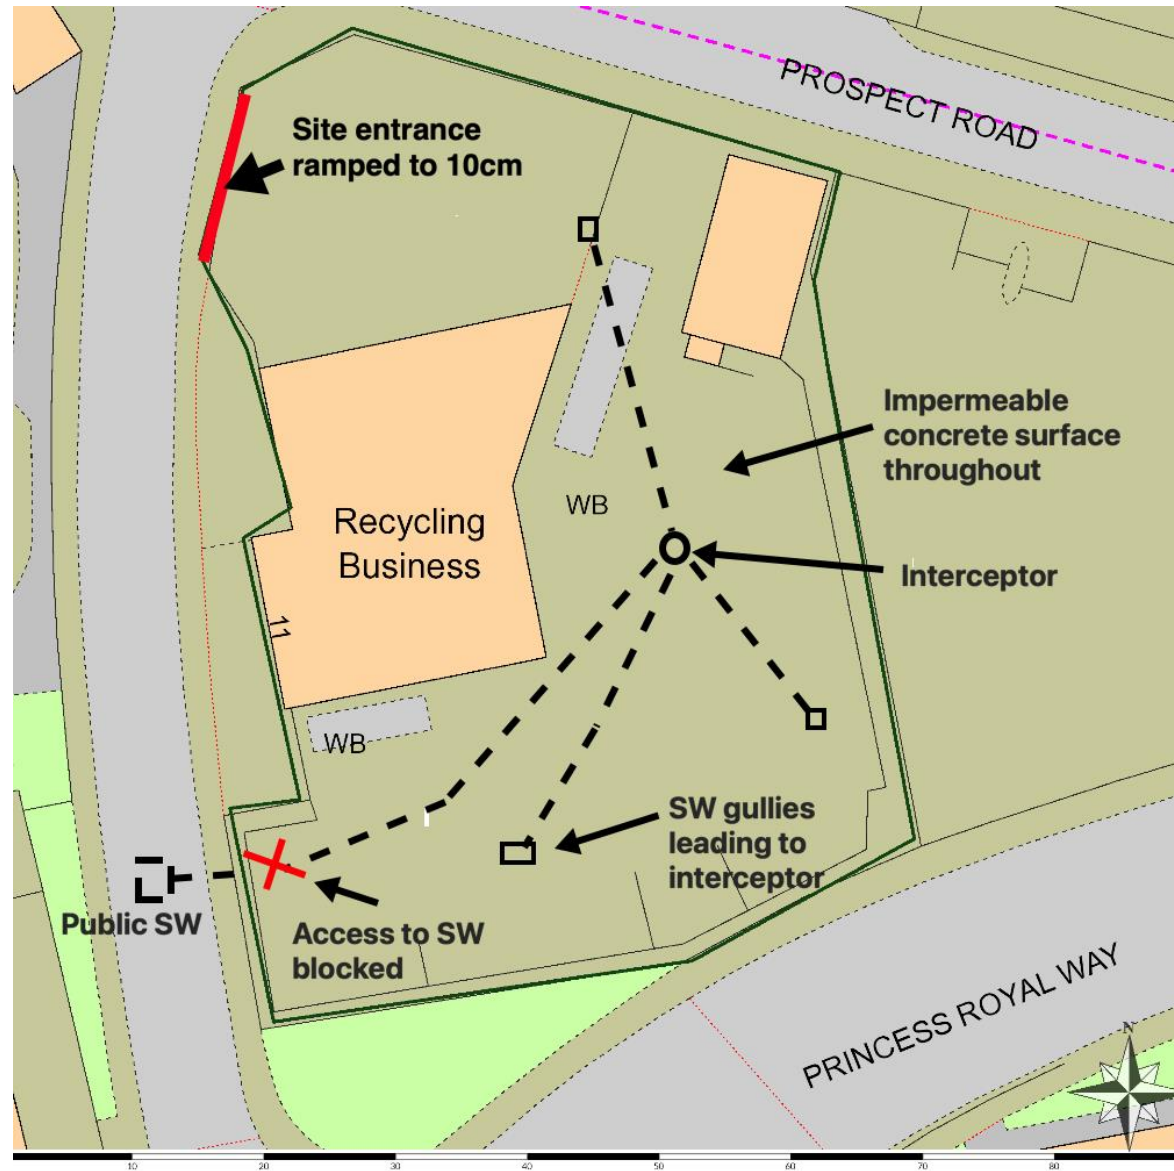 PROSPECT ROAD
Site entrance
ramped to 10cm
Impermeable
concrete surface
throughout
WB
Recycling
Business
Interceptor
11
WB
SW gullies
leading to
interceptor
Public SW
Access to SW
blocked
PRINCESS ROYAL WAY
N
10 20 30 40 50 60 70 80